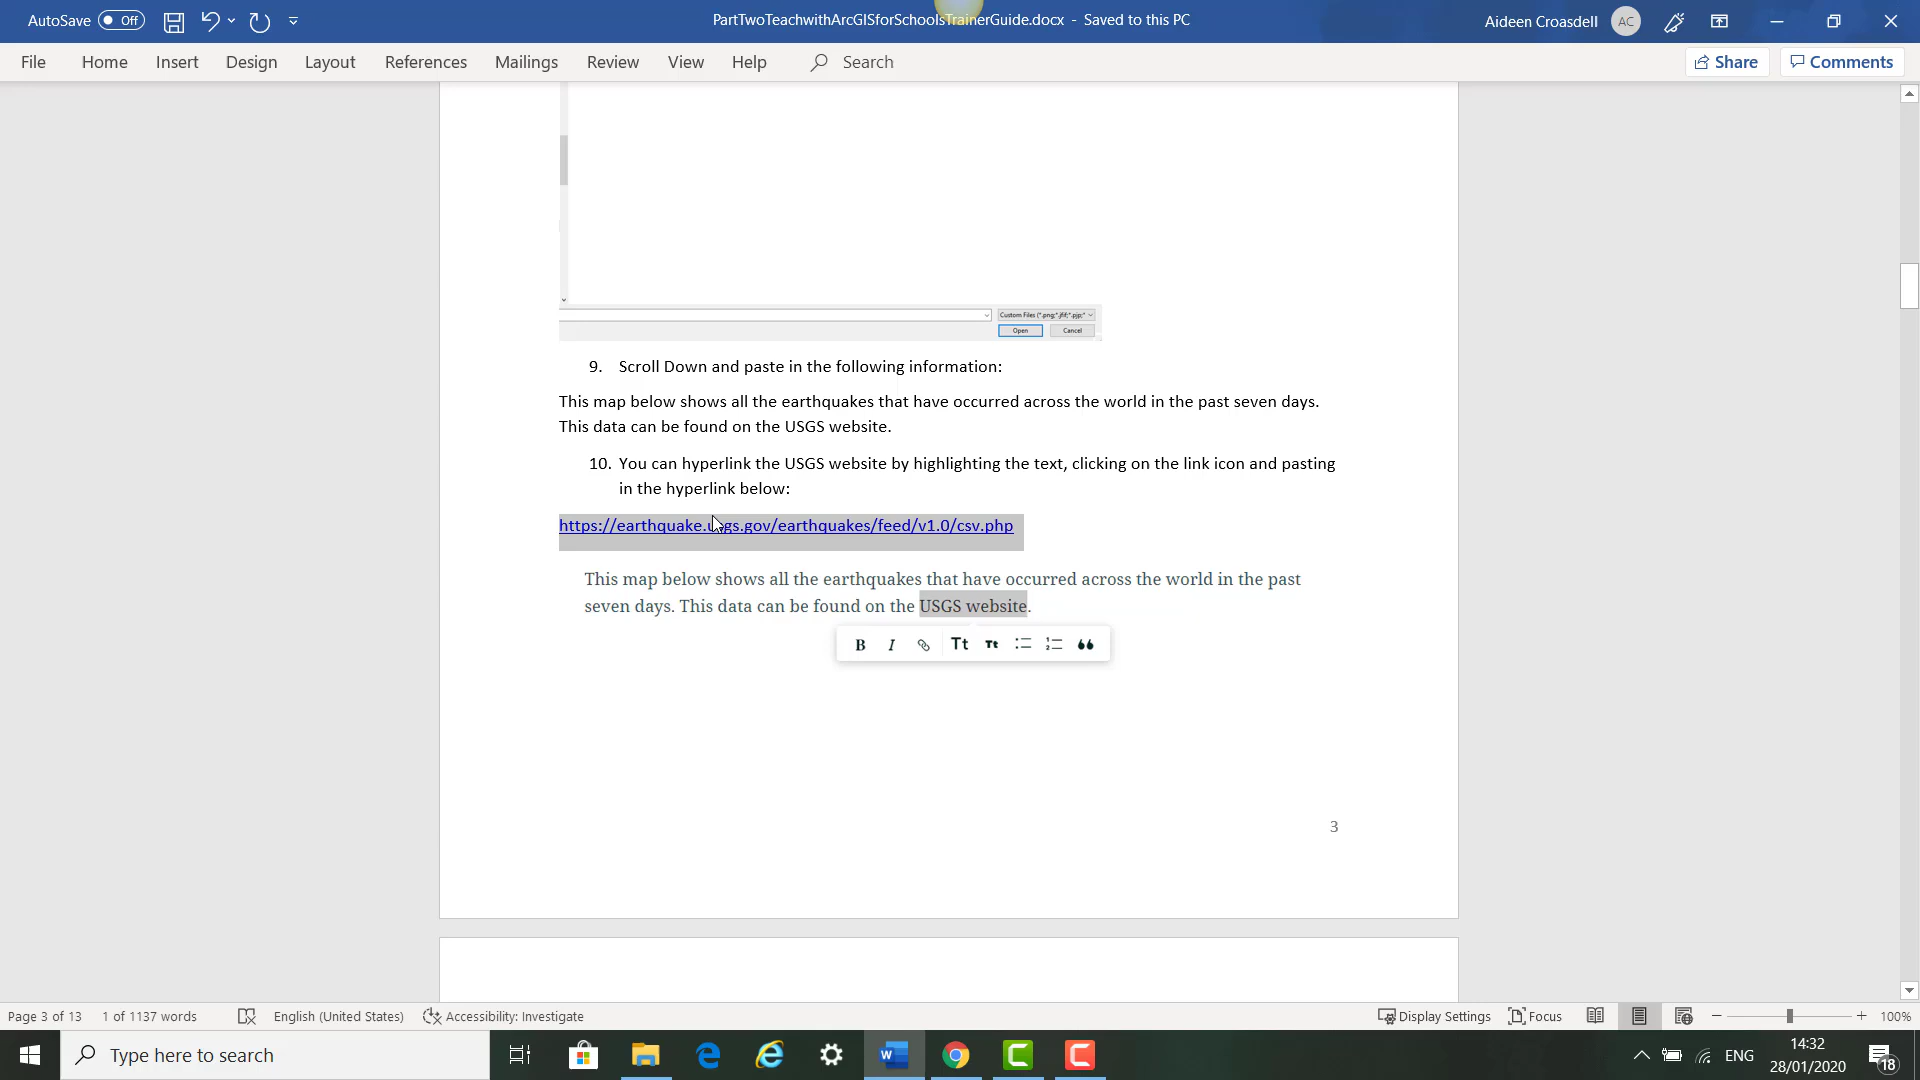 AutoSave Off PartTwoTeachwithArcGISforSchoolsTrainerGuide.docx - Saved to this PC Aideen Croasdell AC
File Home Insert Design Layout References Mailings Review View Help Search Share Comments
Custom Files (*.png;*.jfif;*.pjp;*
Open Cancel
9. Scroll Down and paste in the following information:
This map below shows all the earthquakes that have occurred across the world in the past seven days.
This data can be found on the USGS website.
10. You can hyperlink the USGS website by highlighting the text, clicking on the link icon and pasting
in the hyperlink below:
https://earthquake.usgs.gov/earthquakes/feed/v1.0/csv.php
This map below shows all the earthquakes that have occurred across the world in the past
seven days. This data can be found on the USGS website.
B I Tt Tt
3
Page 3 of 13 1 of 1137 words English (United States) Accessibility: Investigate Display Settings Focus 100%
Type here to search ENG 14:32
28/01/2020 18